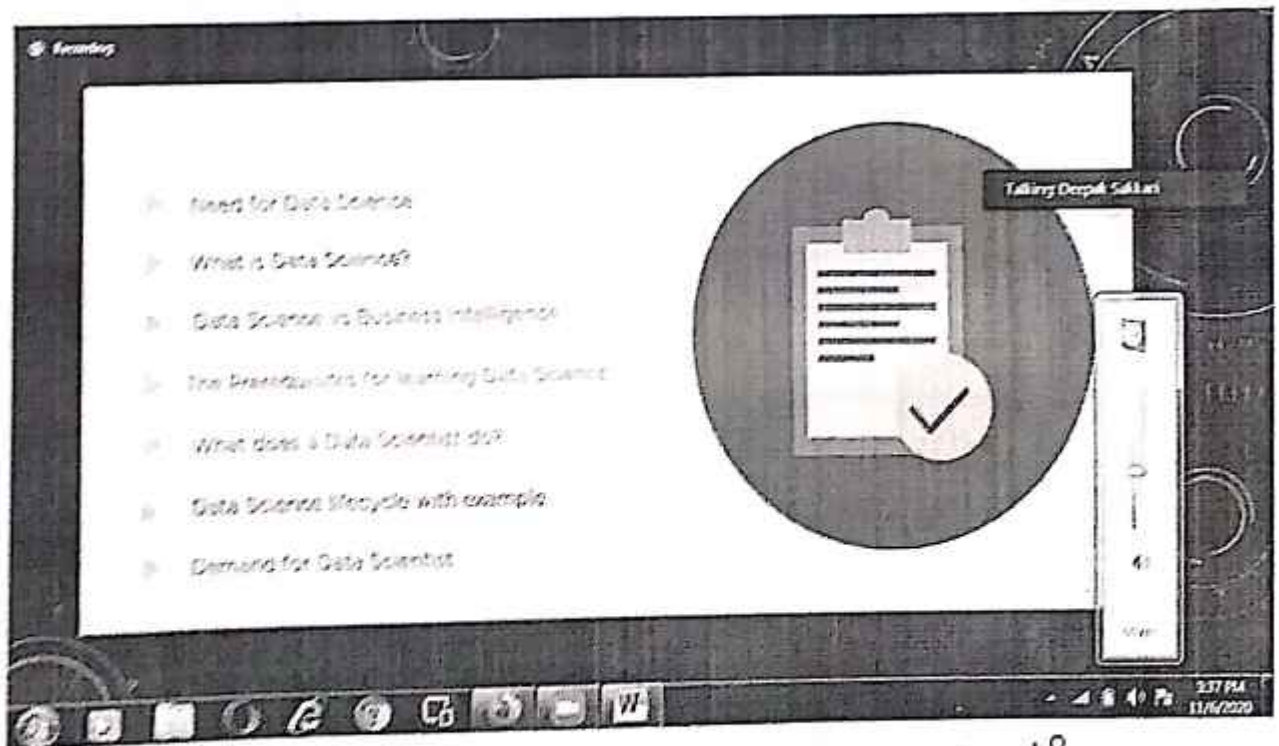 Recording
Need for Data Science
Talking: Deepak Sakkari
What is Data Science?
Data Science vs Business Intelligence
The Prerequisites for learning Data Science
What does a Data Scientist do?
Data Science lifecycle with example
Demand for Data Scientist
W
3:37 PM
11/6/2020